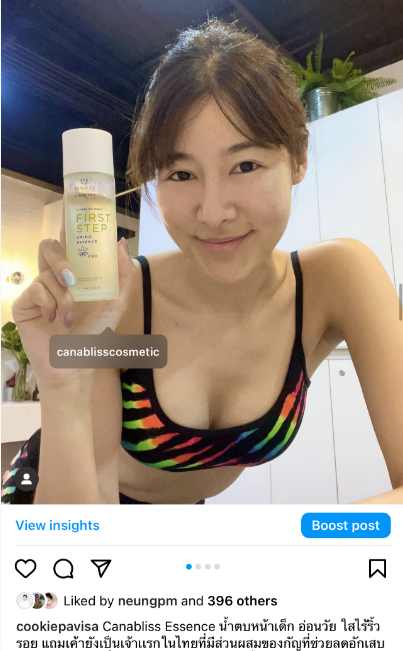 FIRST
STEP
AMINO
ESSENCE
CBD
canablisscosmetic
View insights
Boost post
Liked by neungpm and 396 others
cookiepavisa Canabliss Essence น้ำตบหน้าเด็ก อ่อนวัย ใสไร้ริ้ว
รอย แถมเค้ายังเป็นเจ้าแรกในไทยที่มีส่วนผสมของกัญที่ช่วยลดอักเสบ